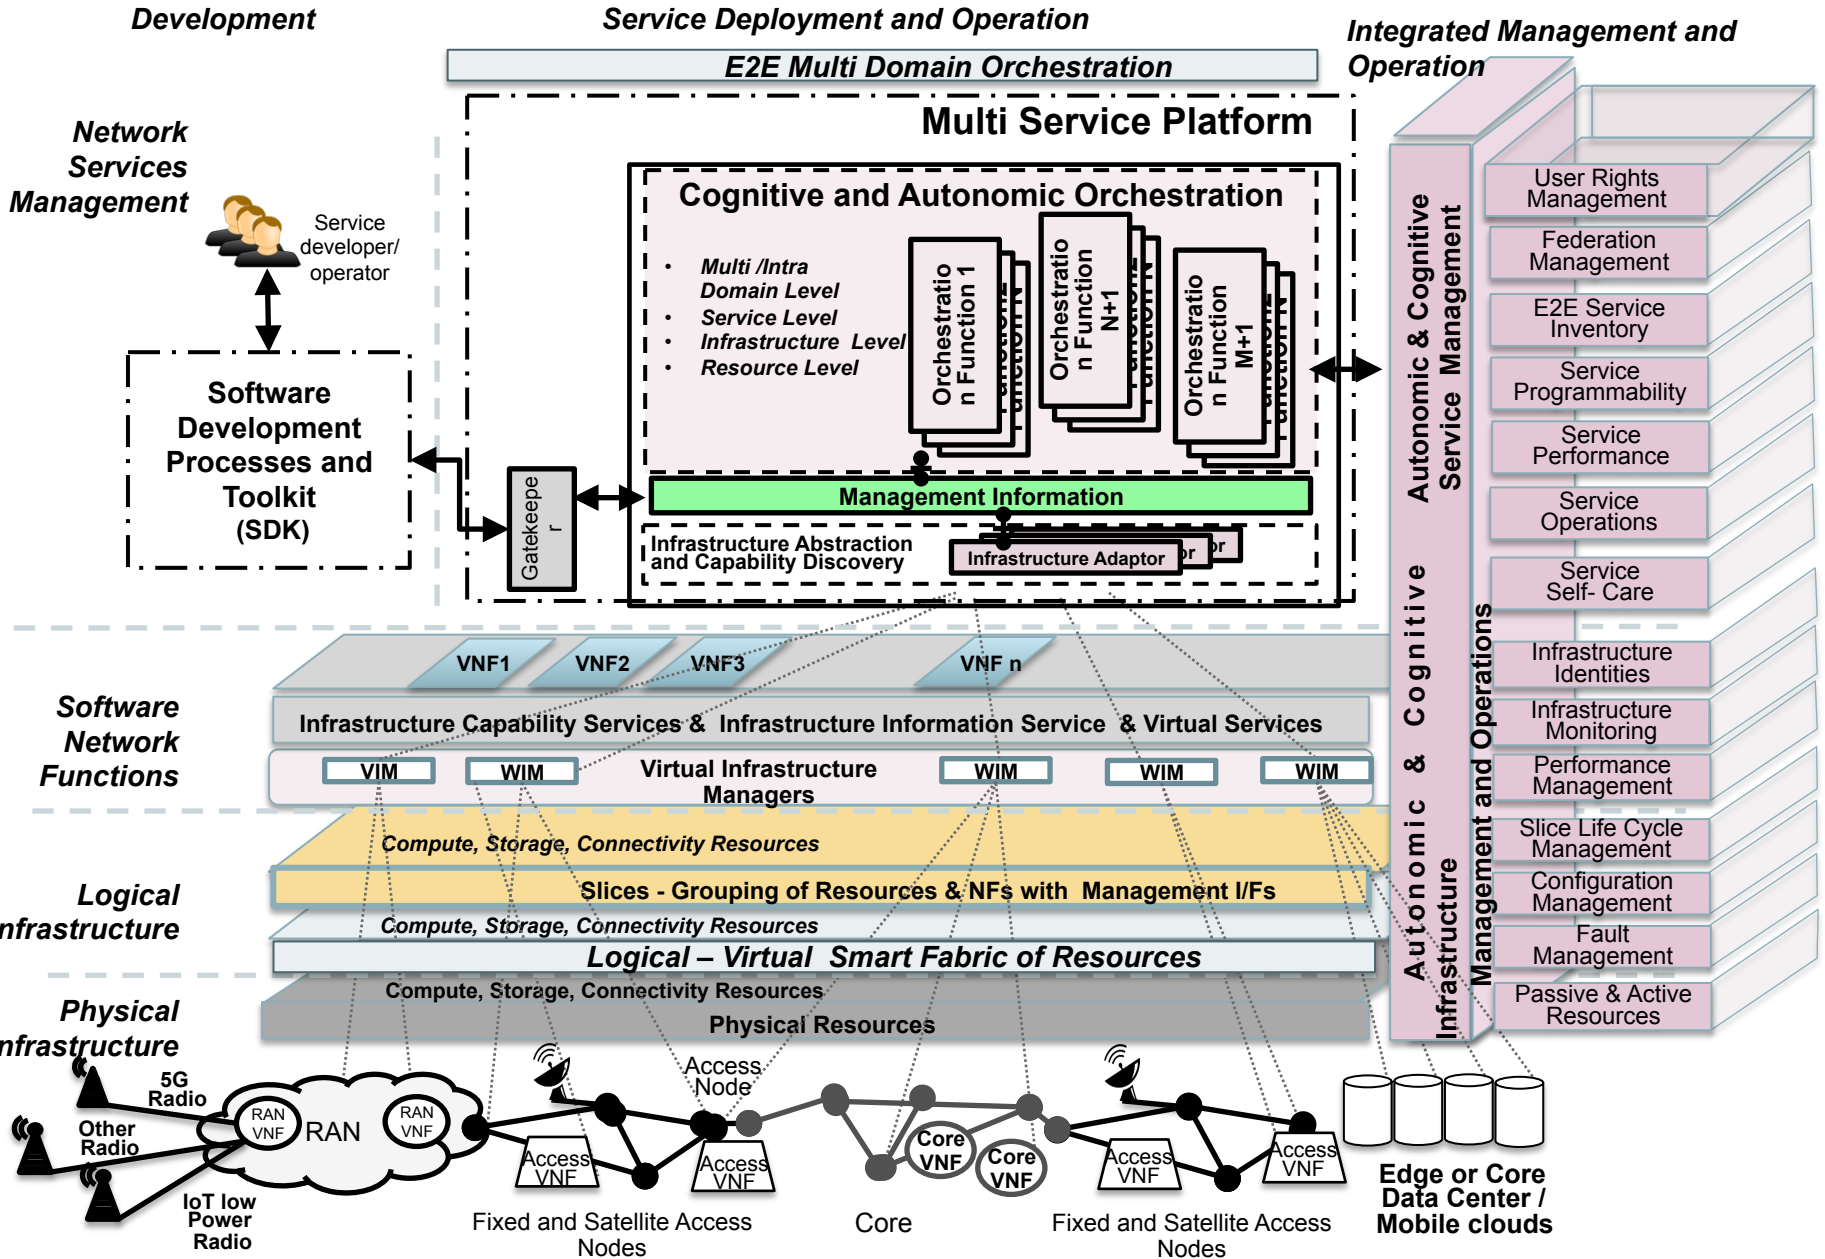 Development
Service Deployment and Operation
Integrated Management and
Operation
E2E Multi Domain Orchestration
Multi Service Platform
Network
Services
Management
Service
developer/
operator
Software
Development
Processes and
Toolkit
(SDK)
Gatekeepe
r
Cognitive and Autonomic Orchestration
• Multi /Intra
Domain Level
• Service Level
• Infrastructure Level
• Resource Level
Orchestratio
n Function 1
Function N
Orchestratio
n Function
N+1
Function N
Orchestratio
n Function
M+1
Function N
Management Information
Infrastructure Abstraction
and Capability Discovery
Infrastructure Adaptor
or
or
Autonomic & Cognitive
Service Management
Autonomic & Cognitive
Infrastructure
Management and Operations
User Rights
Management
Federation
Management
E2E Service
Inventory
Service
Programmability
Service
Performance
Service
Operations
Service
Self- Care
Infrastructure
Identities
Infrastructure
Monitoring
Performance
Management
Slice Life Cycle
Management
Configuration
Management
Fault
Management
Passive & Active
Resources
Software
Network
Functions
VNF1
VNF2
VNF3
VNF n
Infrastructure Capability Services & Infrastructure Information Service & Virtual Services
VIM
WIM
Virtual Infrastructure
Managers
WIM
WIM
WIM
Logical
nfrastructure
Compute, Storage, Connectivity Resources
Slices - Grouping of Resources & NFs with Management I/Fs
Compute, Storage, Connectivity Resources
Logical – Virtual Smart Fabric of Resources
Physical
nfrastructure
Compute, Storage, Connectivity Resources
Physical Resources
5G
Radio
Other
Radio
IoT low
Power
Radio
RAN
VNF
RAN
RAN
VNF
Access
Node
Access
VNF
Access
VNF
Fixed and Satellite Access
Nodes
Core
VNF
Core
VNF
Core
Access
VNF
Access
VNF
Fixed and Satellite Access
Nodes
Edge or Core
Data Center /
Mobile clouds